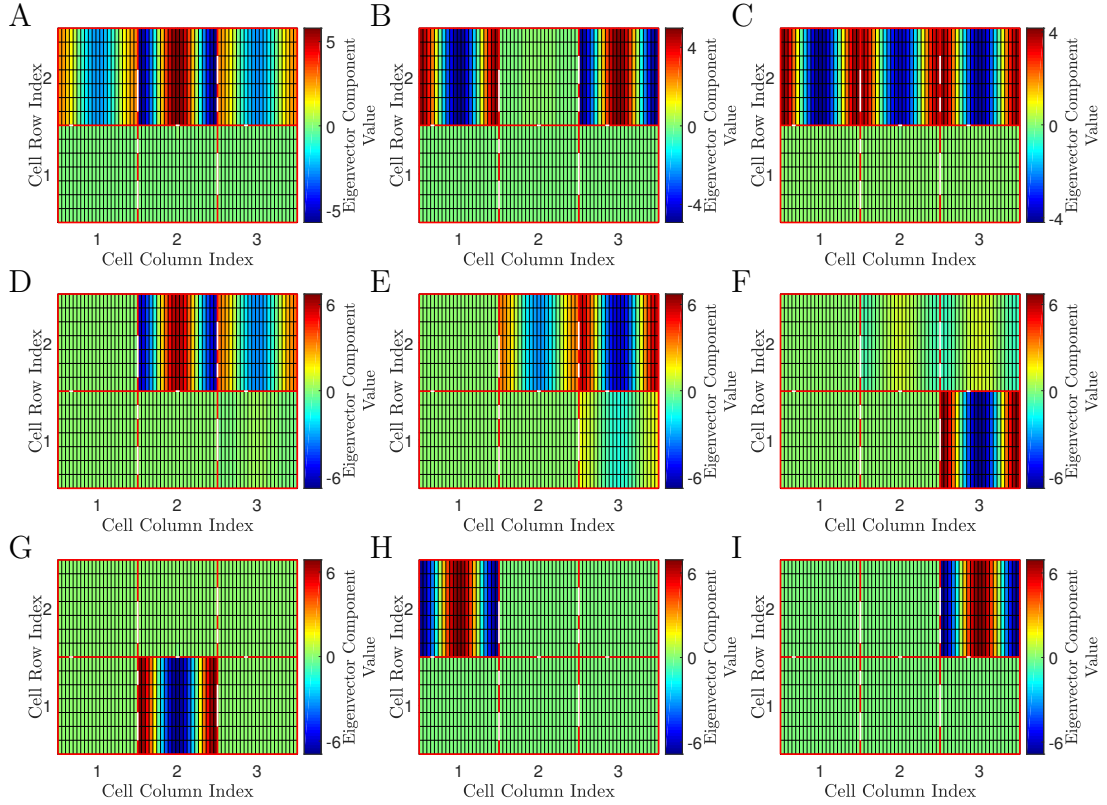 A
B
C
Cell Row Index
2
1
1 2 3
Cell Column Index
5
0
-5
Eigenvector Component
Value
Cell Row Index
2
1
1 2 3
Cell Column Index
4
0
-4
Eigenvector Component
Value
Cell Row Index
2
1
1 2 3
Cell Column Index
4
0
-4
Eigenvector Component
Value
D
E
F
Cell Row Index
2
1
1 2 3
Cell Column Index
6
0
-6
Eigenvector Component
Value
Cell Row Index
2
1
1 2 3
Cell Column Index
6
0
-6
Eigenvector Component
Value
Cell Row Index
2
1
1 2 3
Cell Column Index
6
0
-6
Eigenvector Component
Value
G
H
I
Cell Row Index
2
1
1 2 3
Cell Column Index
6
0
-6
Eigenvector Component
Value
Cell Row Index
2
1
1 2 3
Cell Column Index
6
0
-6
Eigenvector Component
Value
Cell Row Index
2
1
1 2 3
Cell Column Index
6
0
-6
Eigenvector Component
Value